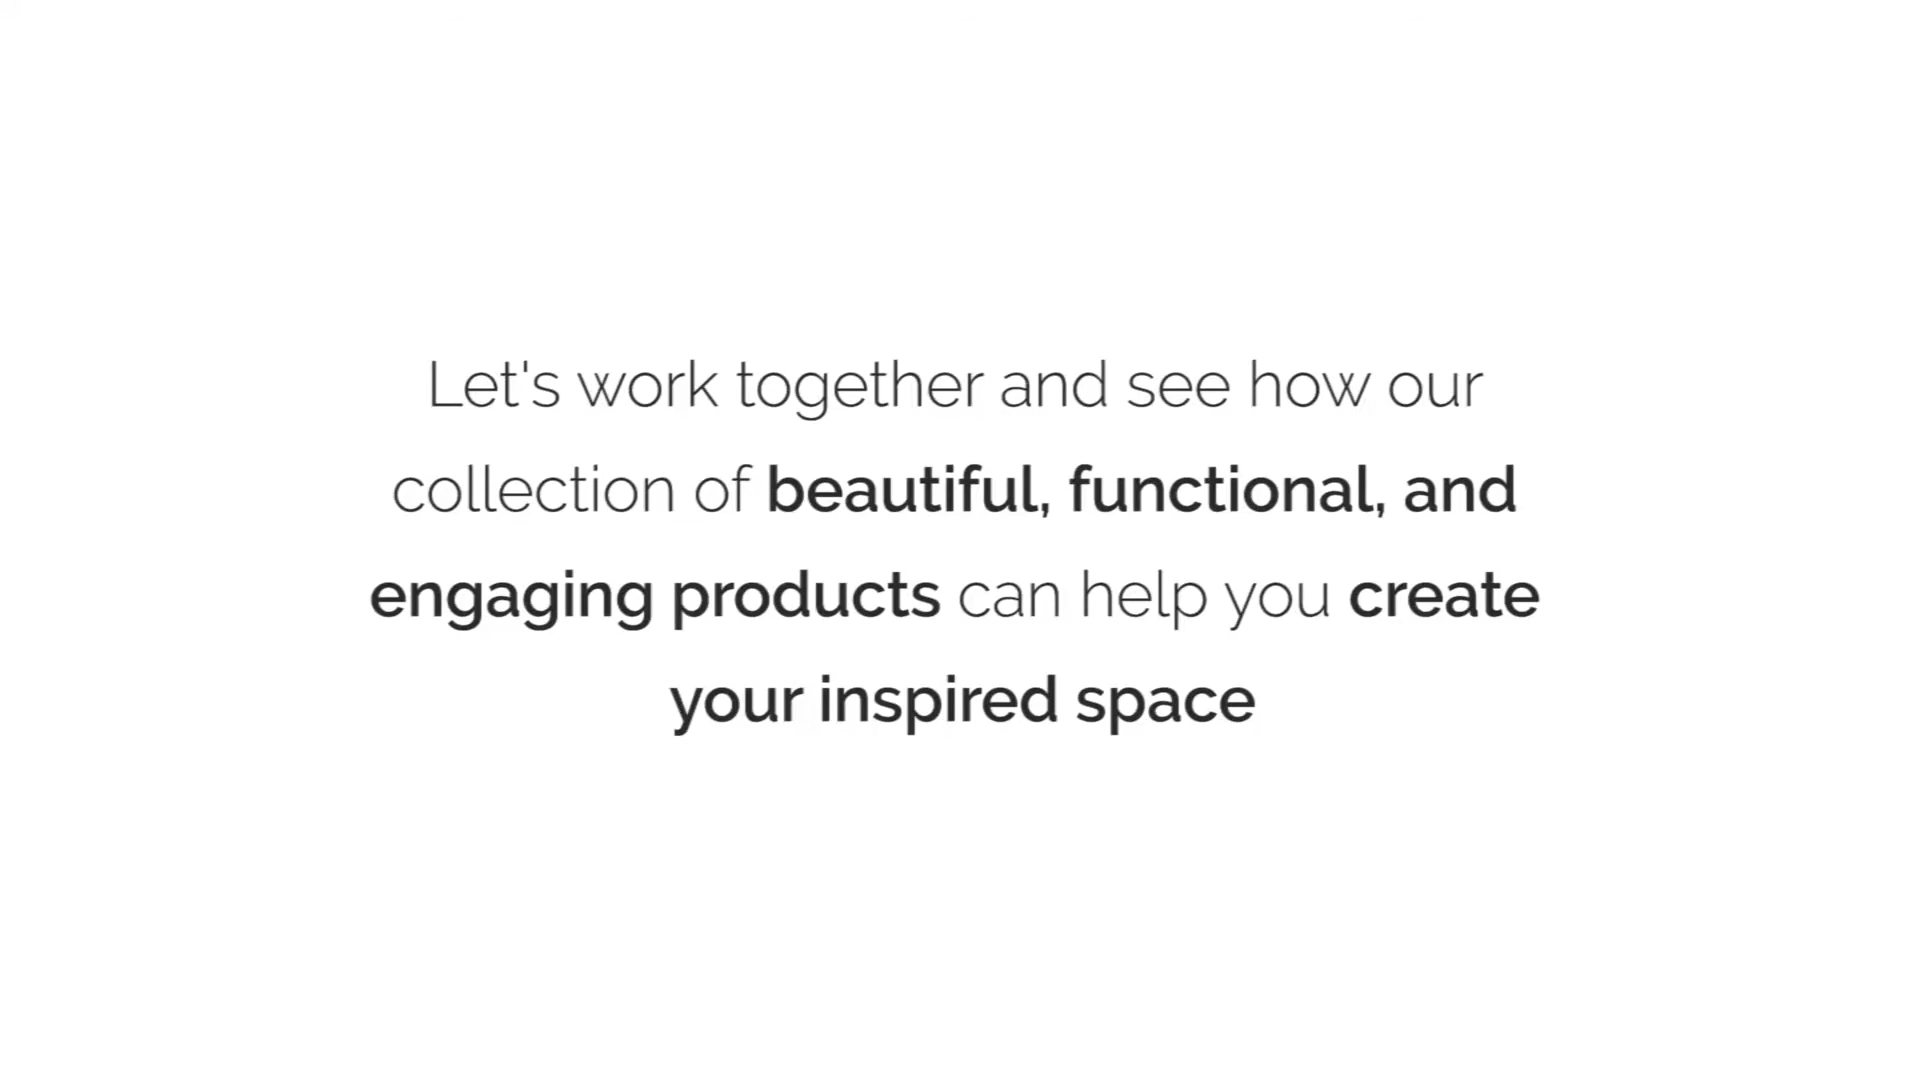 Let's work together and see how our
collection of beautiful, functional, and
engaging products can help you create
your inspired space